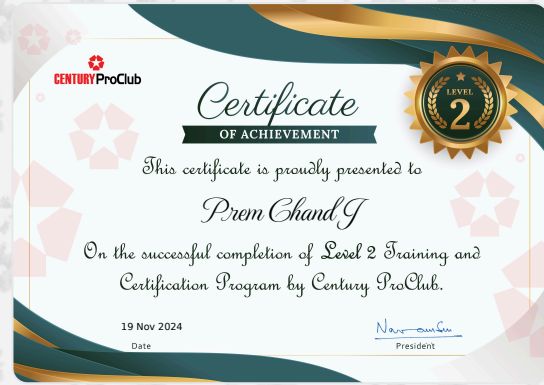 CENTURY ProClub
Certificate
OF ACHIEVEMENT
LEVEL
2
This certificate is proudly presented to
Prem Chand J
On the successful completion of Level 2 Training and
Certification Program by Century ProClub.
19 Nov 2024
Date
President